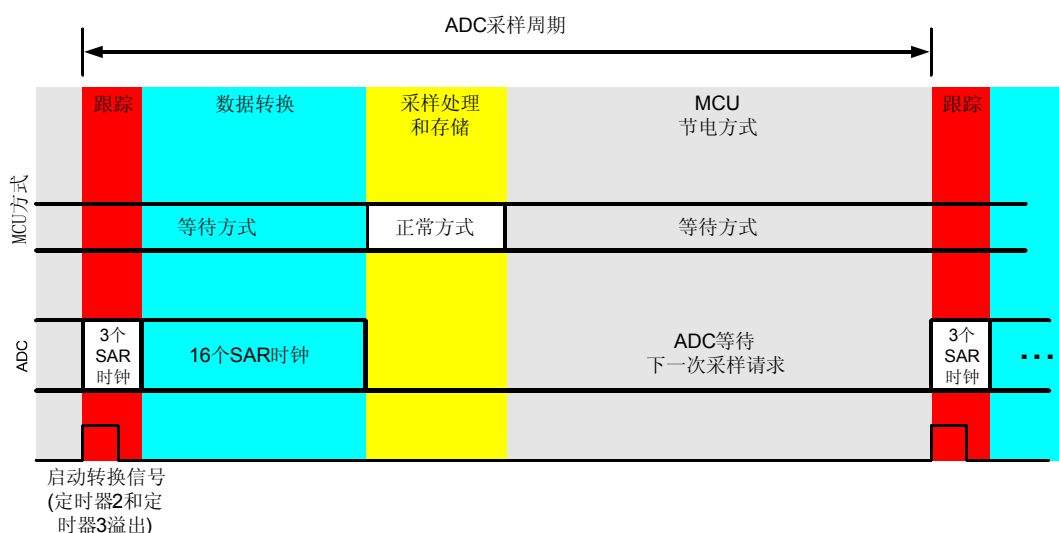 ADC采样周期
跟踪
数据转换
采样处理
和存储
MCU
节电方式
跟踪
MCU方式
等待方式
正常方式
等待方式
ADC
3个
SAR
时钟
16个SAR时钟
ADC等待
下一次采样请求
3个
SAR
时钟
...
启动转换信号
(定时器2和定
时器3溢出)